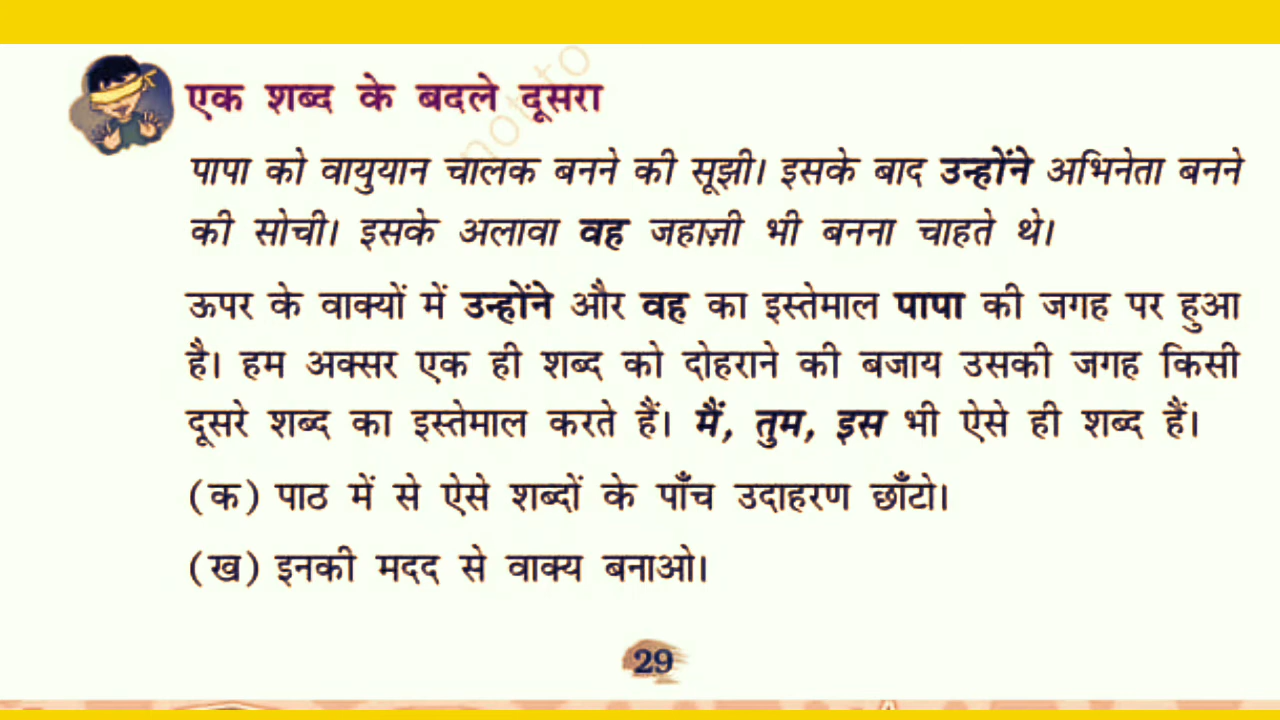 एक शब्द के बदले दूसरा
पापा को वायुयान चालक बनने की सूझी। इसके बाद उन्होंने अभिनेता बनने
की सोची। इसके अलावा वह जहाज़ी भी बनना चाहते थे।
ऊपर के वाक्यों में उन्होंने और वह का इस्तेमाल पापा की जगह पर हुआ
है। हम अक्सर एक ही शब्द को दोहराने की बजाय उसकी जगह किसी
दूसरे शब्द का इस्तेमाल करते हैं। मैं, तुम, इस भी ऐसे ही शब्द हैं।
(क) पाठ में से ऐसे शब्दों के पाँच उदाहरण छाँटो।
(ख) इनकी मदद से वाक्य बनाओ।
29
not to